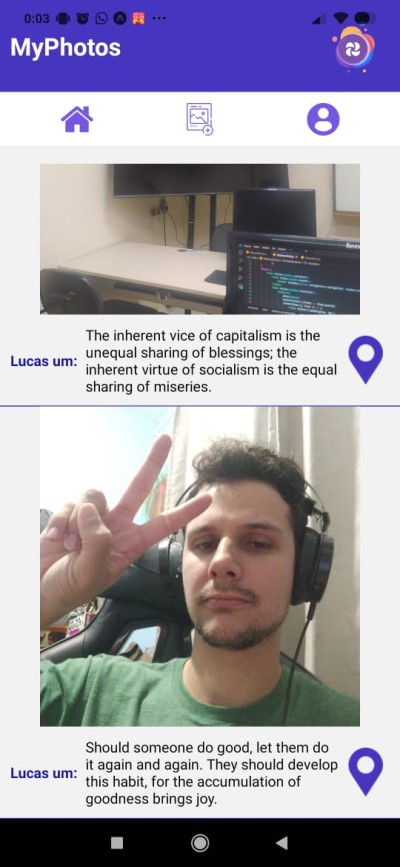 0:03
MyPhotos
The inherent vice of capitalism is the
unequal sharing of blessings; the
Lucas um:
inherent virtue of socialism is the equal
sharing of miseries.
Should someone do good, let them do
it again and again. They should develop
Lucas um:
this habit, for the accumulation of
goodness brings joy.